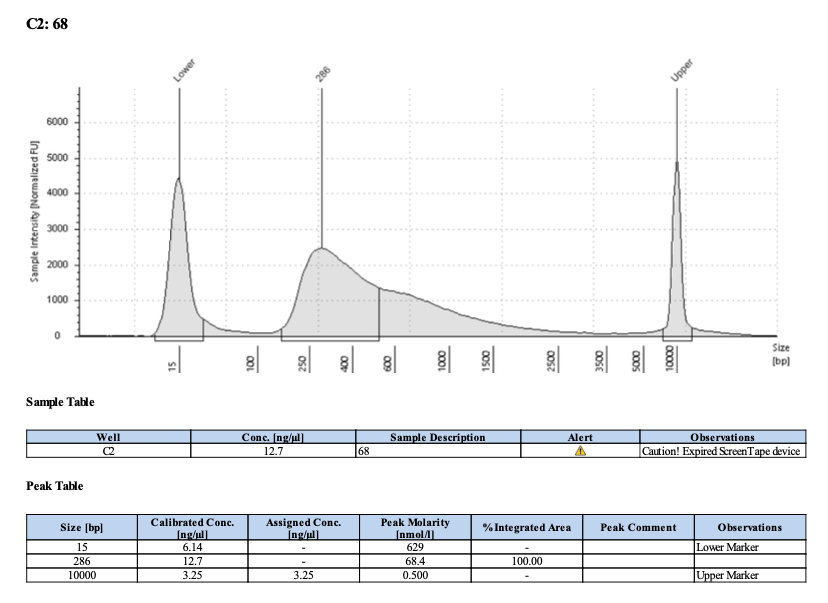 C2: 68
Lower
286
Upper
Sample Intensity [Normalized FU]
6000
5000
4000
3000
2000
1000
0
15
100
250
400
600
1000
1500
2500
3500
5000
10000
Size
[bp]
Sample Table
Well Conc. [ng/µl] Sample Description Alert Observations
C2 12.7 68 Caution! Expired ScreenTape device
Peak Table
Size [bp] Calibrated Conc. [ng/µl] Assigned Conc. [ng/µl] Peak Molarity [nmol/l] % Integrated Area Peak Comment Observations
15 6.14 - 629 - Lower Marker
286 12.7 - 68.4 100.00
10000 3.25 3.25 0.500 - Upper Marker